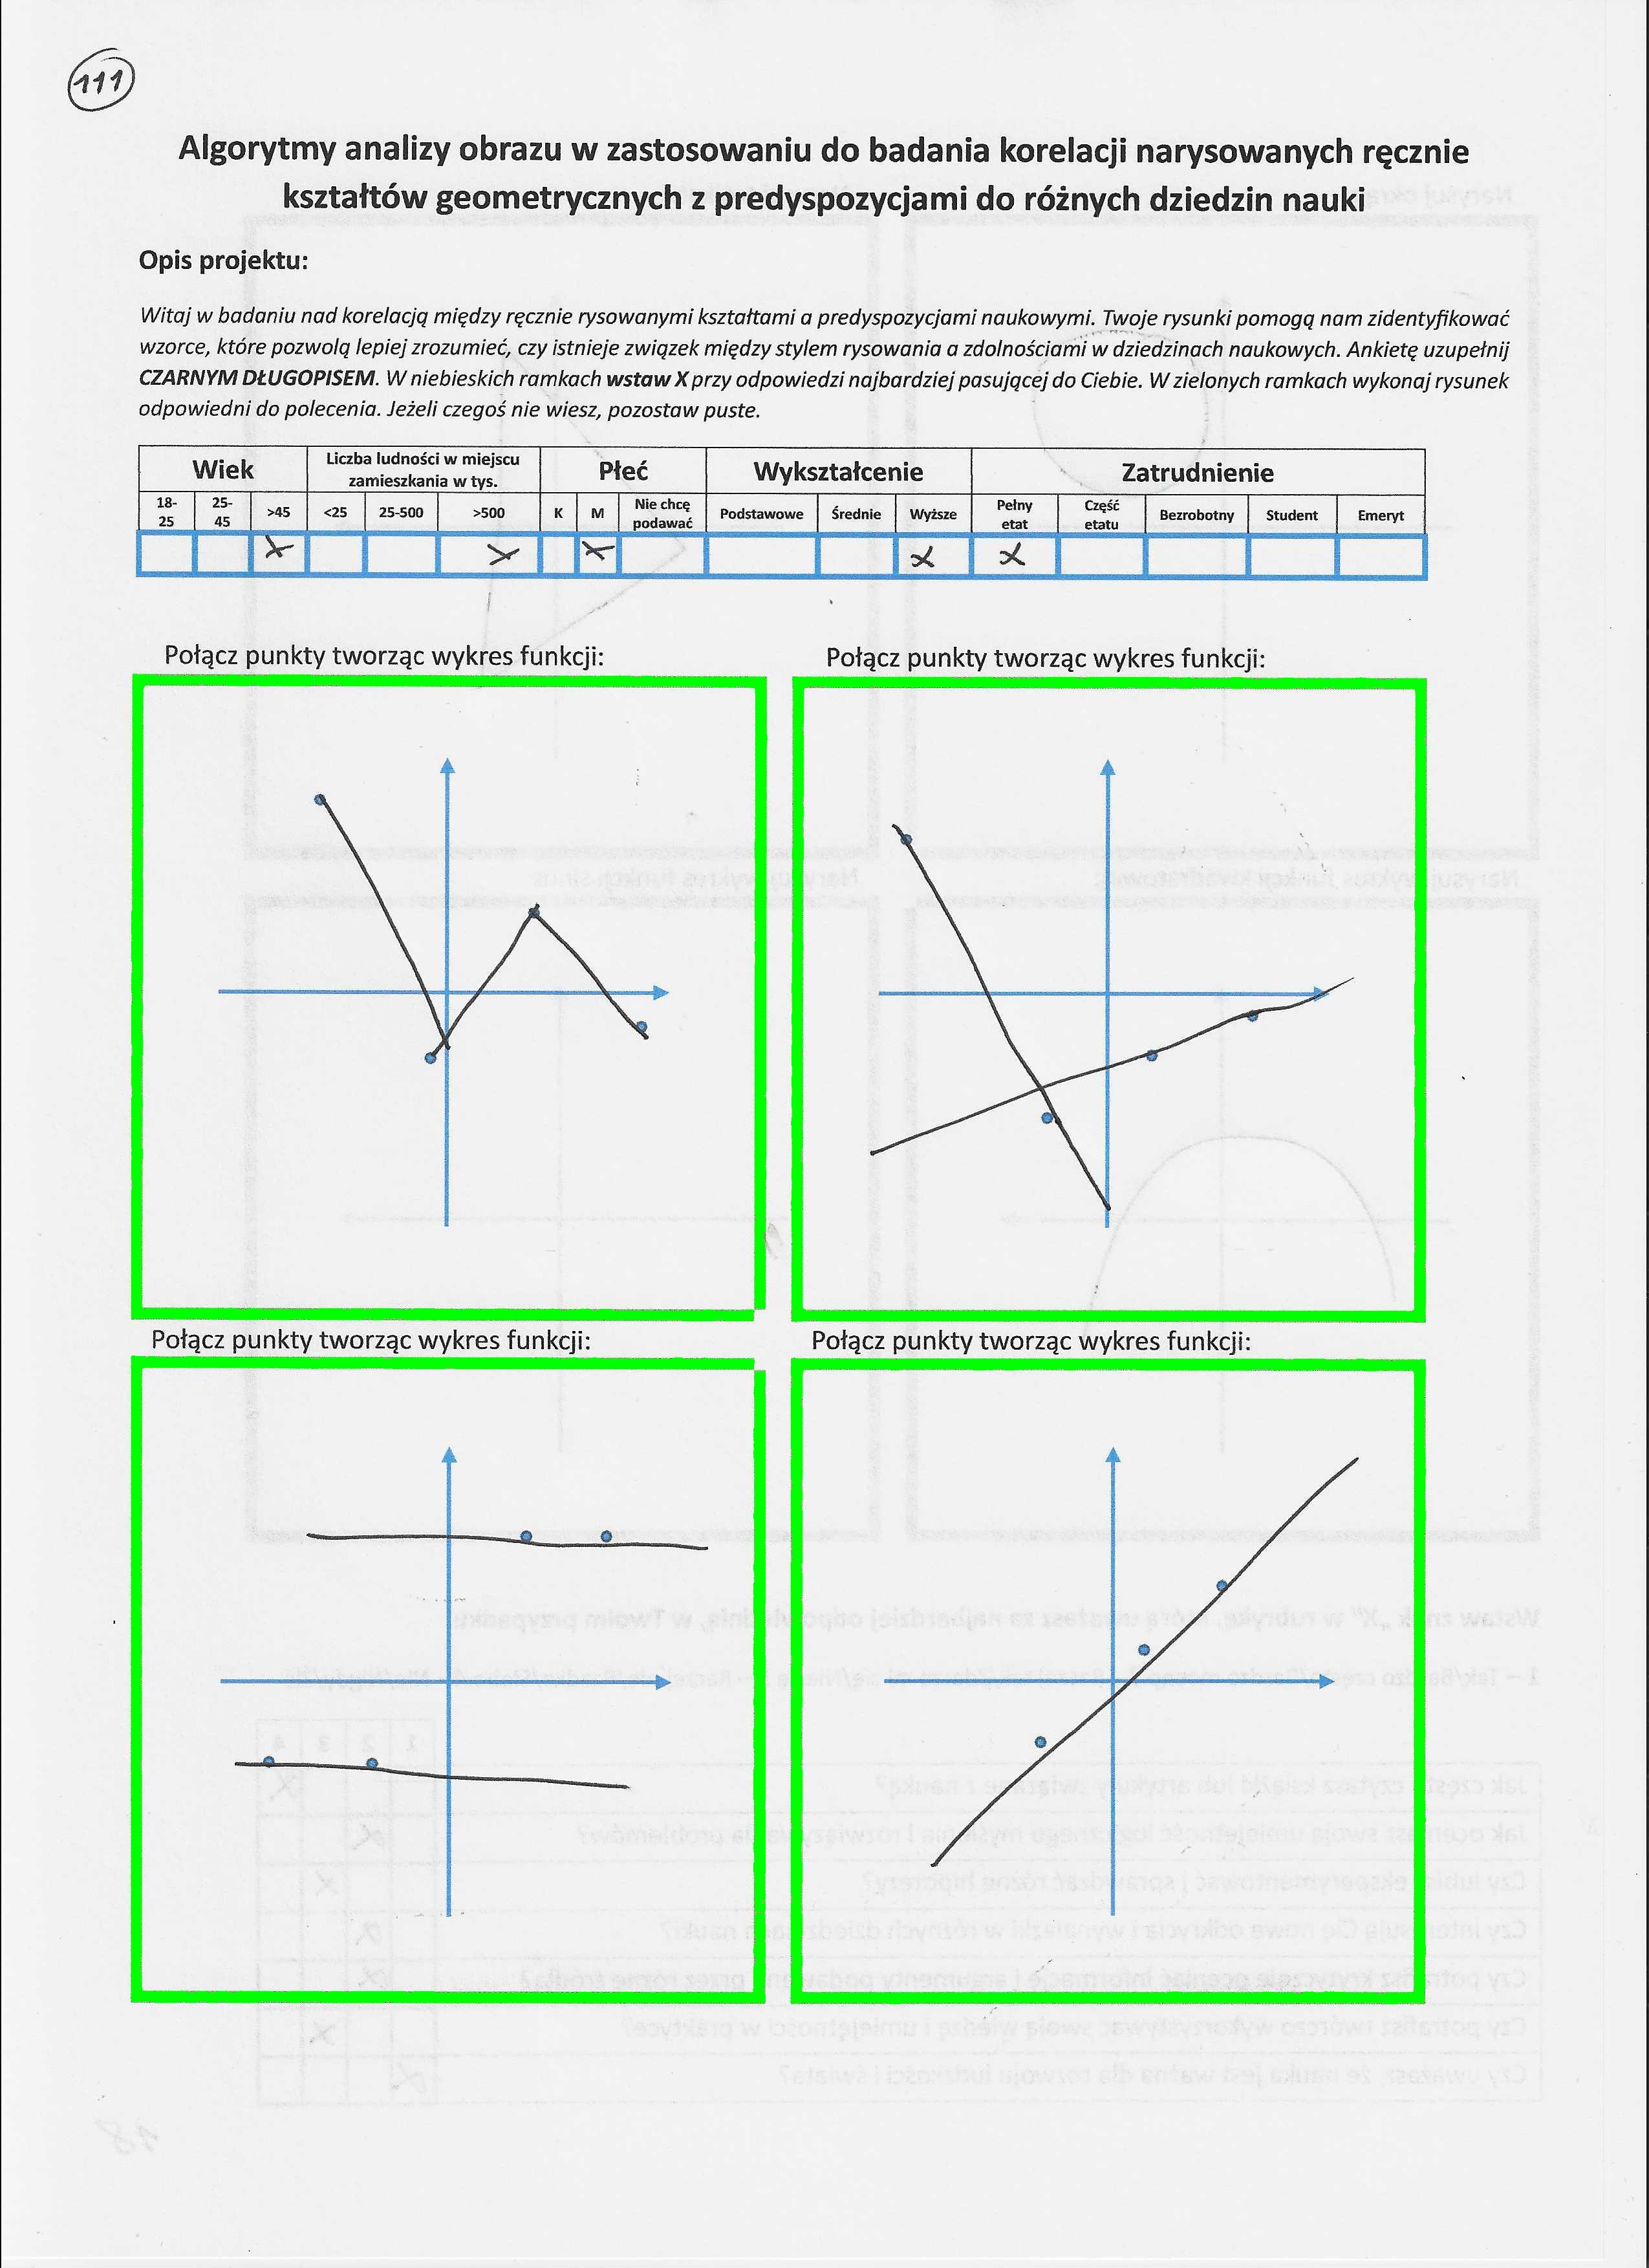 111
Algorytmy analizy obrazu w zastosowaniu do badania korelacji narysowanych ręcznie
kształtów geometrycznych z predyspozycjami do różnych dziedzin nauki
Opis projektu:
Witaj w badaniu nad korelacją między ręcznie rysowanymi kształtami a predyspozycjami naukowymi. Twoje rysunki pomogą nam zidentyfikować
wzorce, które pozwolą lepiej zrozumieć, czy istnieje związek między stylem rysowania a zdolnościami w dziedzinach naukowych. Ankietę uzupełnij
CZARNYM DŁUGOPISEM. W niebieskich ramkach wstaw X przy odpowiedzi najbardziej pasującej do Ciebie. W zielonych ramkach wykonaj rysunek
odpowiedni do polecenia. Jeżeli czegoś nie wiesz, pozostaw puste.
Wiek Liczba ludności w miejscu zamieszkania w tys. Płeć Wykształcenie Zatrudnienie
18-25 25-45 >45 <25 25-500 >500 K M Nie chcę podawać Podstawowe Średnie Wyższe Pełny etat Część etatu Bezrobotny Student Emeryt
X X X X X
Połącz punkty tworząc wykres funkcji: Połącz punkty tworząc wykres funkcji:
Połącz punkty tworząc wykres funkcji: Połącz punkty tworząc wykres funkcji: